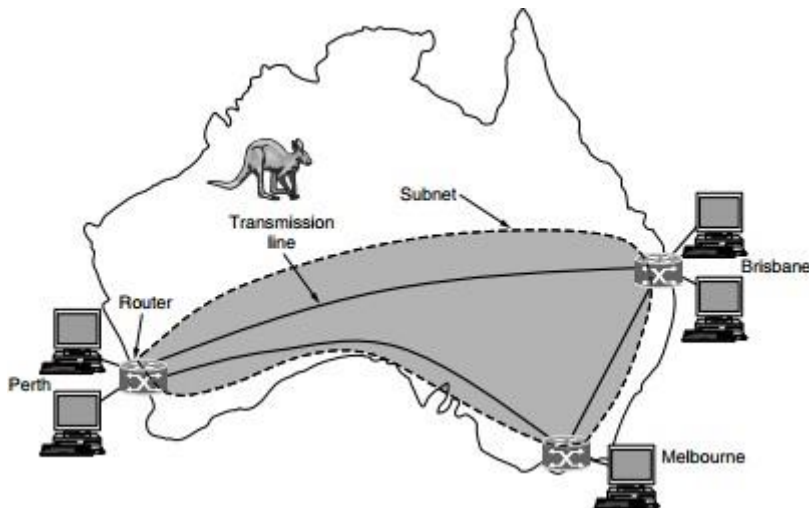 Subnet
Transmission
line
Brisbane
Router
Perth
Melbourne